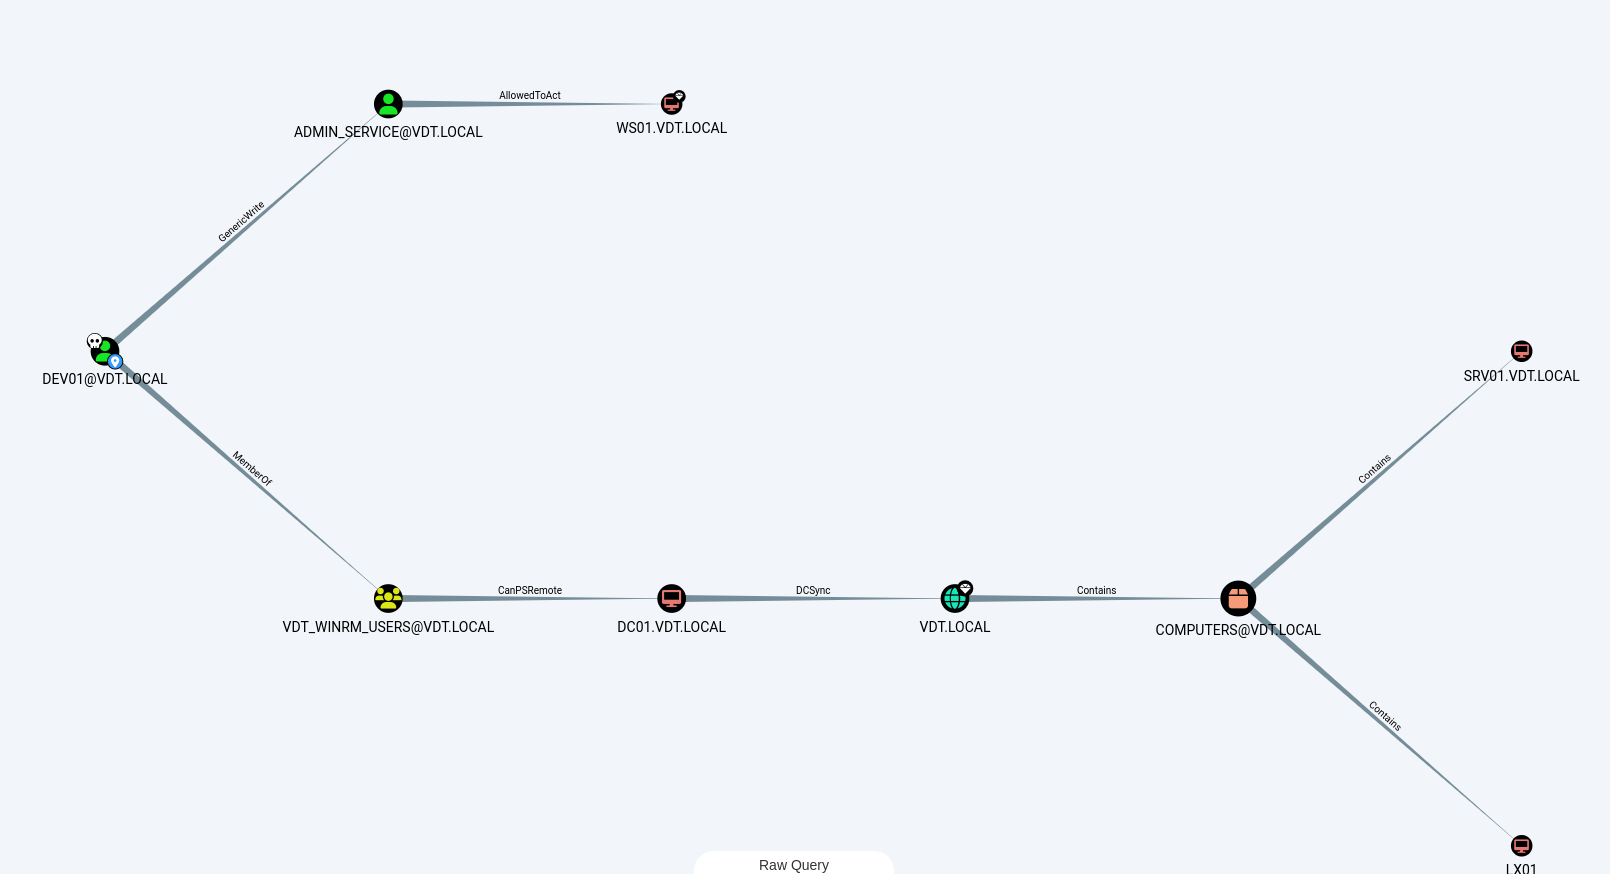 AllowedToAct
ADMIN_SERVICE@VDT.LOCAL
WS01.VDT.LOCAL
GenericWrite
DEV01@VDT.LOCAL
SRV01.VDT.LOCAL
MemberOf
Contains
CanPSRemote
DCSync
Contains
VDT_WINRM_USERS@VDT.LOCAL
DC01.VDT.LOCAL
VDT.LOCAL
COMPUTERS@VDT.LOCAL
Contains
Raw Query
LX01